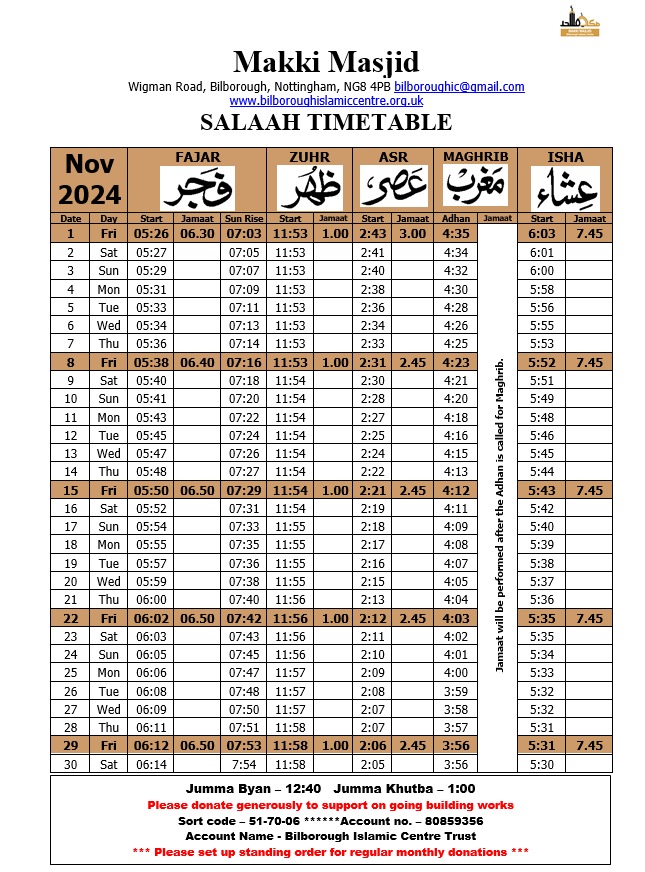 Makki Masjid
Wigman Road, Bilborough, Nottingham, NG8 4PB bilboroughic@gmail.com
www.bilboroughislamiccentre.org.uk
SALAAH TIMETABLE
Nov 2024 FAJAR ZUHR ASR MAGHRIB ISHA
فجر ظهر عصر مغرب عشاء
Date Day Start Jamaat Sun Rise Start Jamaat Start Jamaat Adhan Jamaat Start Jamaat
1 Fri 05:26 06.30 07:03 11:53 1.00 2:43 3.00 4:35 6:03 7.45
2 Sat 05:27 07:05 11:53 2:41 4:34 6:01
3 Sun 05:29 07:07 11:53 2:40 4:32 6:00
4 Mon 05:31 07:09 11:53 2:38 4:30 5:58
5 Tue 05:33 07:11 11:53 2:36 4:28 5:56
6 Wed 05:34 07:13 11:53 2:34 4:26 5:55
7 Thu 05:36 07:14 11:53 2:33 4:25 5:53
8 Fri 05:38 06.40 07:16 11:53 1.00 2:31 2.45 4:23 5:52 7.45
9 Sat 05:40 07:18 11:54 2:30 4:21 5:51
10 Sun 05:41 07:20 11:54 2:28 4:20 5:49
11 Mon 05:43 07:22 11:54 2:27 4:18 5:48
12 Tue 05:45 07:24 11:54 2:25 4:16 5:46
13 Wed 05:47 07:26 11:54 2:24 4:15 5:45
14 Thu 05:48 07:27 11:54 2:22 4:13 5:44
15 Fri 05:50 06.50 07:29 11:54 1.00 2:21 2.45 4:12 5:43 7.45
16 Sat 05:52 07:31 11:54 2:19 4:11 5:42
17 Sun 05:54 07:33 11:55 2:18 4:09 5:40
18 Mon 05:55 07:35 11:55 2:17 4:08 5:39
19 Tue 05:57 07:36 11:55 2:16 4:07 5:38
20 Wed 05:59 07:38 11:55 2:15 4:05 5:37
21 Thu 06:00 07:40 11:55 2:13 4:04 5:36
22 Fri 06:02 06.50 07:42 11:56 1.00 2:12 2.45 4:03 5:35 7.45
23 Sat 06:03 07:43 11:56 2:11 4:02 5:35
24 Sun 06:05 07:45 11:56 2:10 4:01 5:34
25 Mon 06:06 07:47 11:57 2:09 4:00 5:33
26 Tue 06:08 07:48 11:57 2:08 3:59 5:32
27 Wed 06:09 07:50 11:57 2:07 3:58 5:32
28 Thu 06:11 07:51 11:58 2:07 3:57 5:31
29 Fri 06:12 06.50 07:53 11:58 1.00 2:06 2.45 3:56 5:31 7.45
30 Sat 06:14 7:54 11:58 2:05 3:56 5:30
Jamaat will be performed after the Adhan is called for Maghrib.
Jumma Byan – 12:40 Jumma Khutba – 1:00
Please donate generously to support on going building works
Sort code – 51-70-06 ******Account no. – 80859356
Account Name - Bilborough Islamic Centre Trust
*** Please set up standing order for regular monthly donations ***